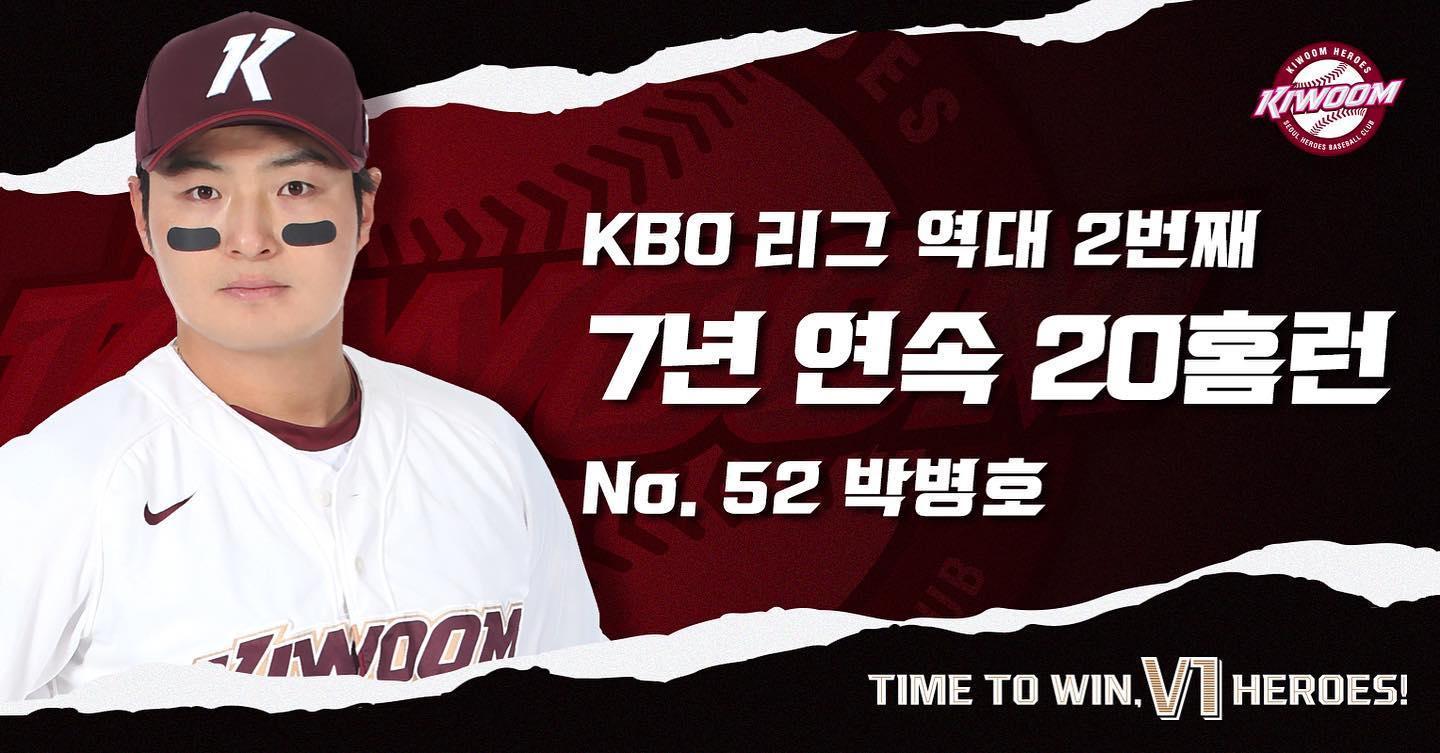 K
KIWOOM HEROES
KIWOOM
SEOUL HEROES BASEBALL CLUB
KBO 리그 역대 2번째
7년 연속 20홈런
No. 52 박병호
KIWOOM
TIME TO WIN, V1 HEROES!